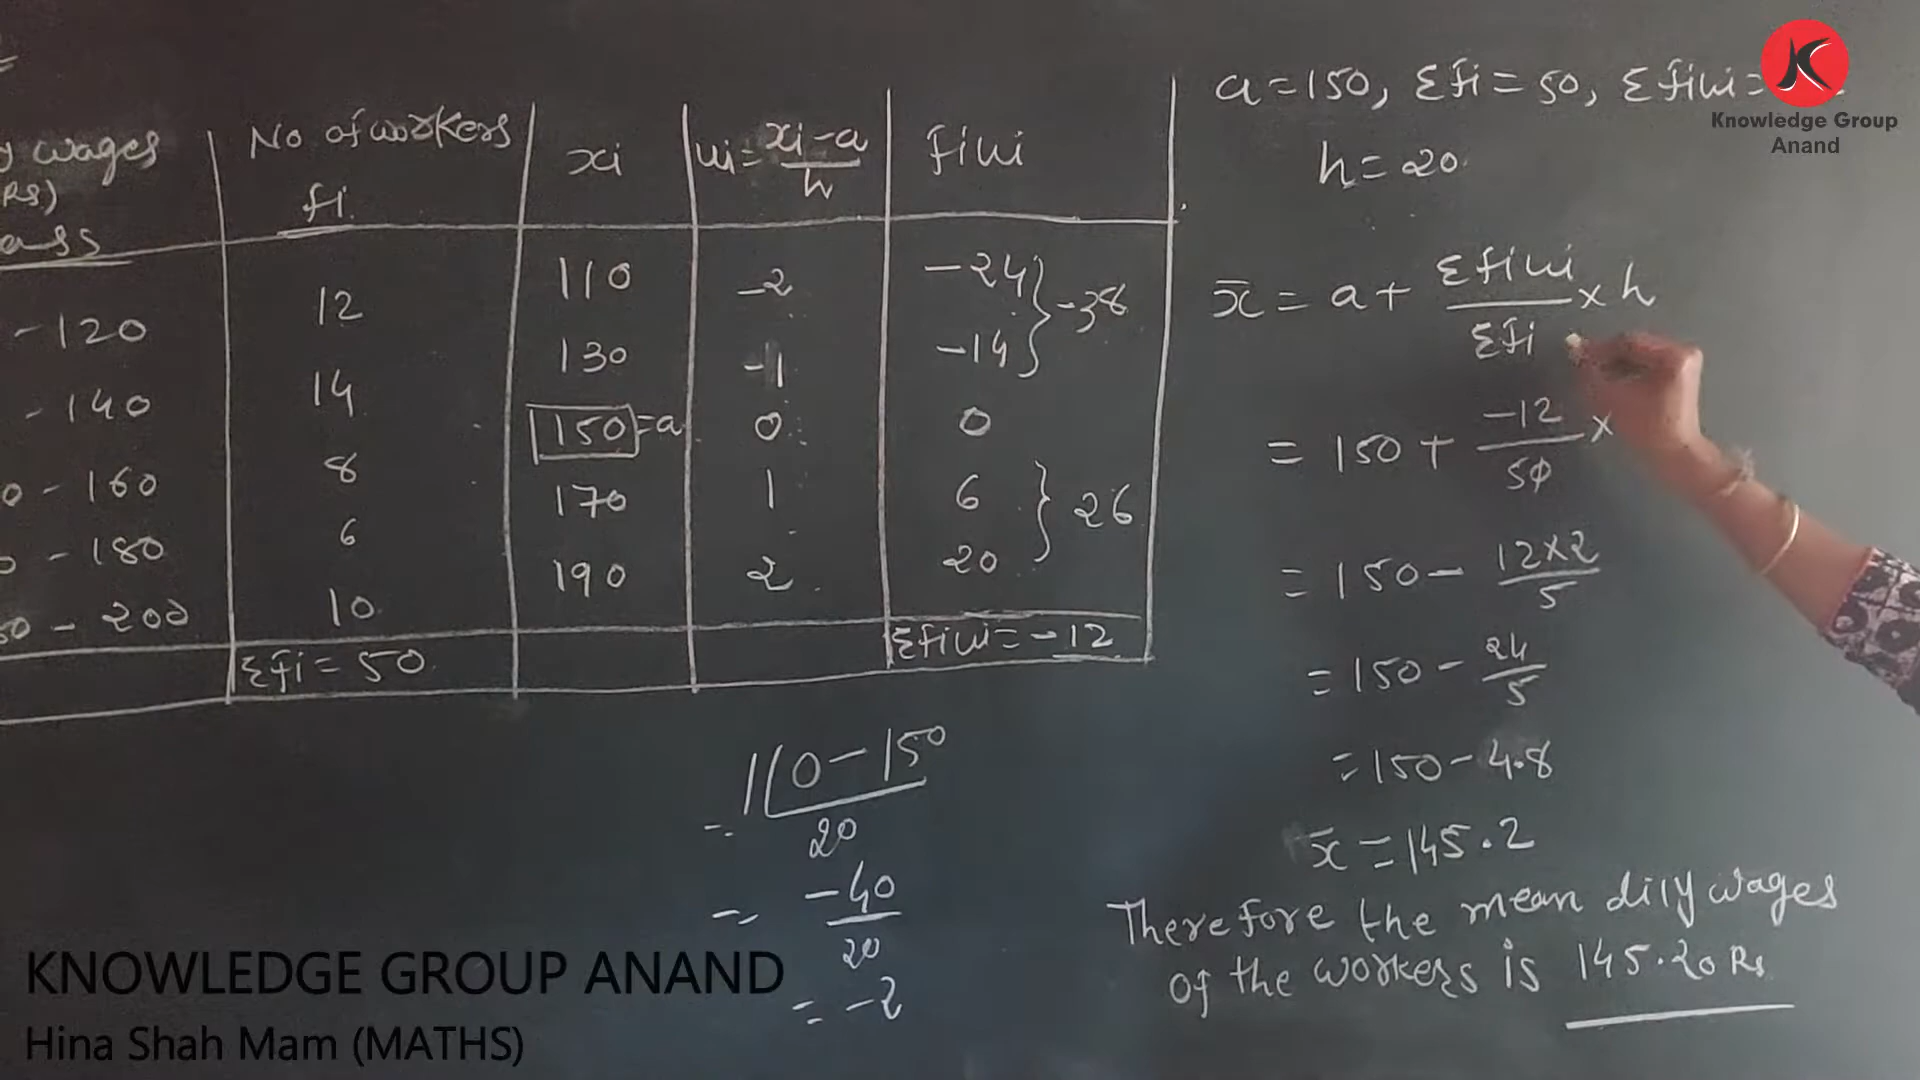 wages No of workers xi ui = xi - a / h fiui
Rs) fi
ass
- 120 12 110 -2 -24
- 140 14 130 -1 -14 } -38
0 - 160 8 150 = a 0 0
- 180 6 170 1 6
- 200 10 190 2 20 } 26
Σfi = 50 Σfiui = -12
110 - 150 / 20
= -40 / 20
= -2
a = 150, Σfi = 50, Σfiui =
h = 20
x̄ = a + Σfiui / Σfi × h
= 150 + -12 / 50 ×
= 150 - 12×2 / 5
= 150 - 24 / 5
= 150 - 4.8
x̄ = 145.2
Therefore the mean dily wages
of the workers is 145.20 Rs
Knowledge Group
Anand
KNOWLEDGE GROUP ANAND
Hina Shah Mam (MATHS)